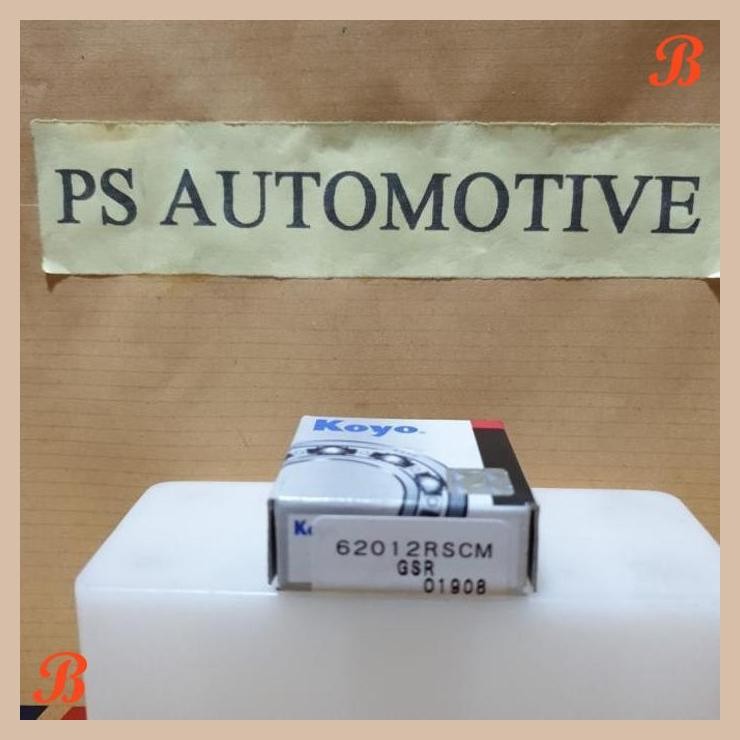 B
PS AUTOMOTIVE
Koyo
62012RSCM
GSR
01908
B